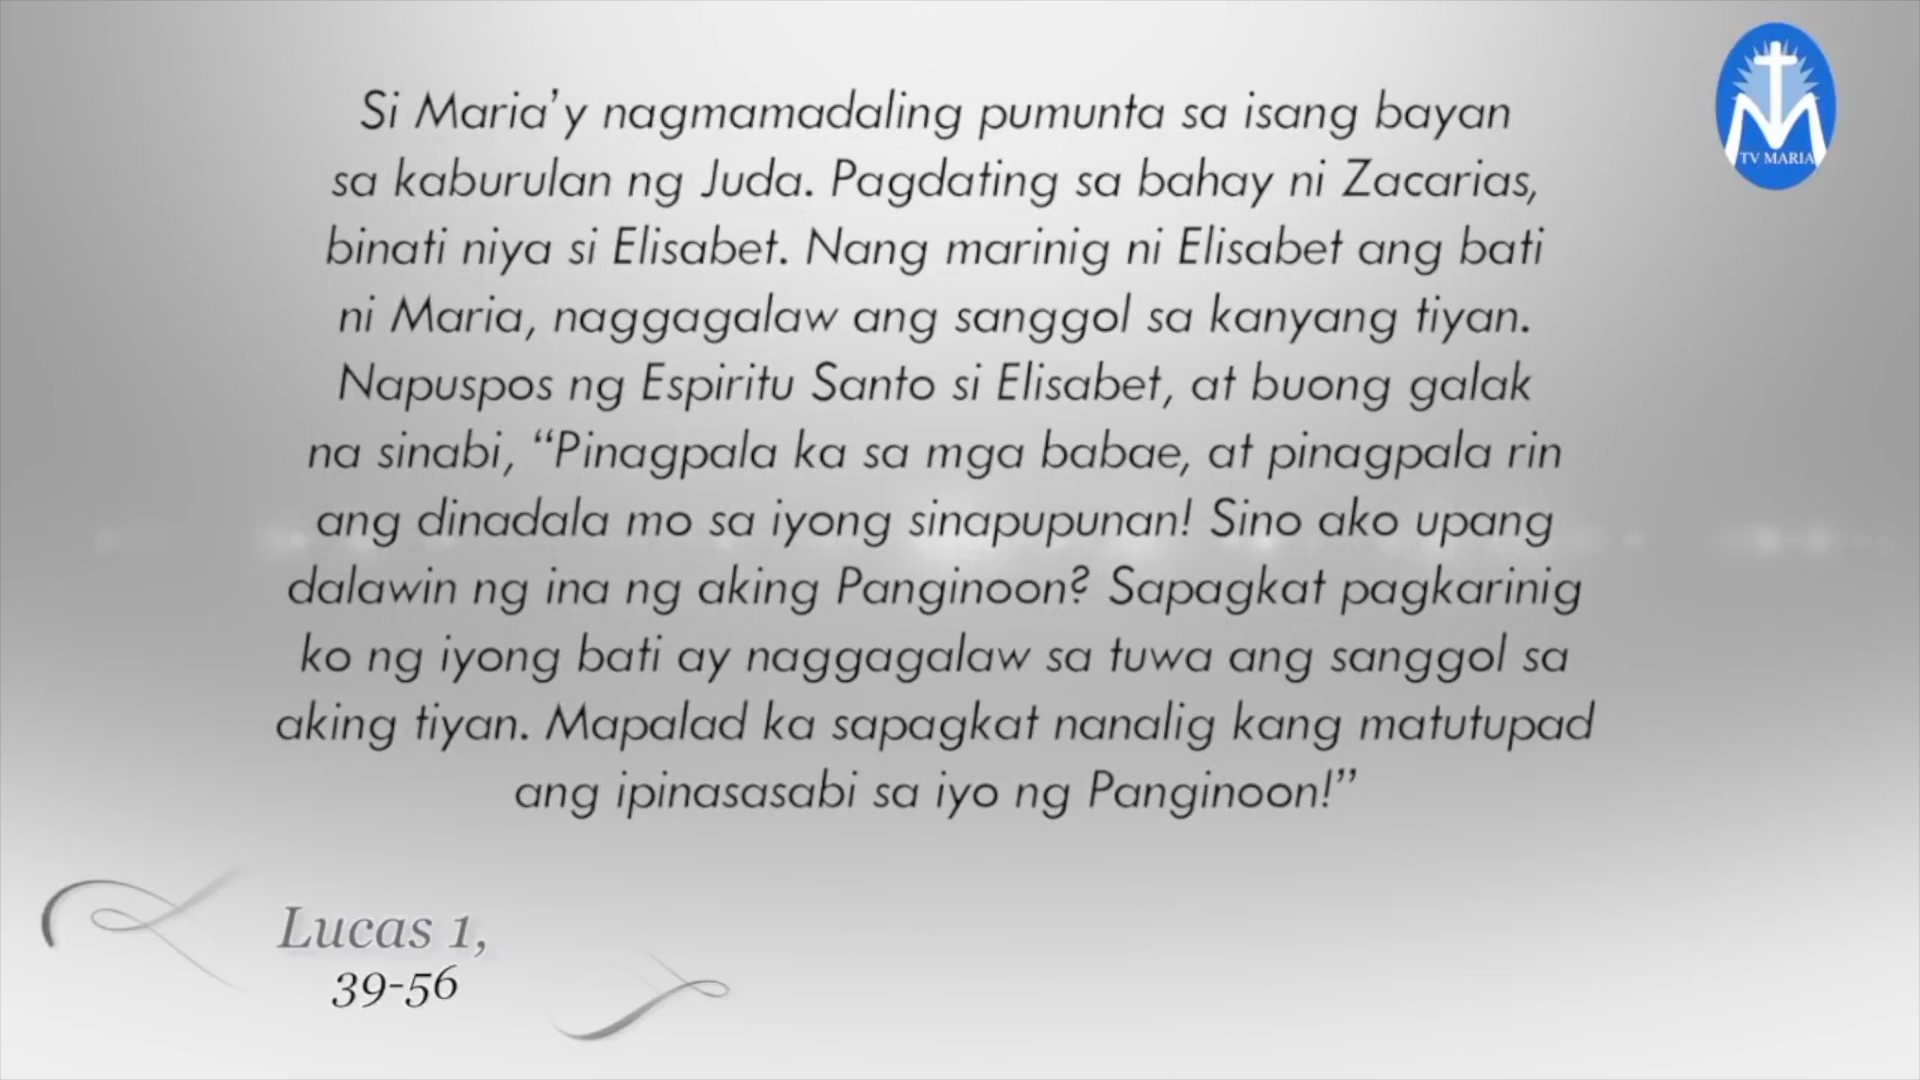 Si Maria’y nagmamadaling pumunta sa isang bayan
sa kaburulan ng Juda. Pagdating sa bahay ni Zacarias,
binati niya si Elisabet. Nang marinig ni Elisabet ang bati
ni Maria, naggagalaw ang sanggol sa kanyang tiyan.
Napuspos ng Espiritu Santo si Elisabet, at buong galak
na sinabi, “Pinagpala ka sa mga babae, at pinagpala rin
ang dinadala mo sa iyong sinapupunan! Sino ako upang
dalawin ng ina ng aking Panginoon? Sapagkat pagkarinig
ko ng iyong bati ay naggagalaw sa tuwa ang sanggol sa
aking tiyan. Mapalad ka sapagkat nanalig kang matutupad
ang ipinasasabi sa iyo ng Panginoon!”
Lucas 1,
39-56
TV MARIA